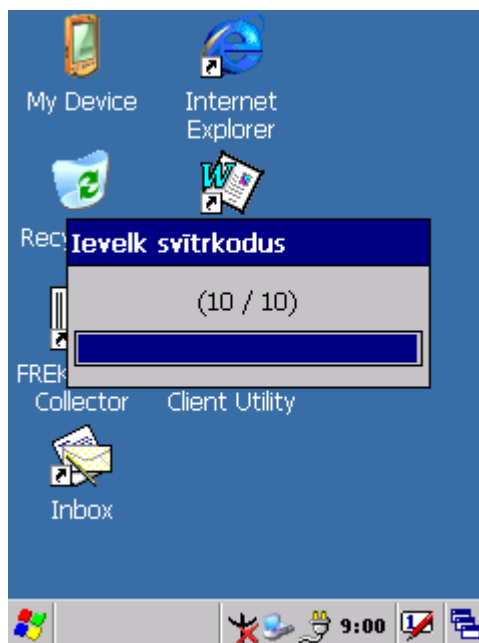 My Device
Internet
Explorer
Ievelk svītrkodus
(10 / 10)
Collector
Client Utility
Inbox
9:00